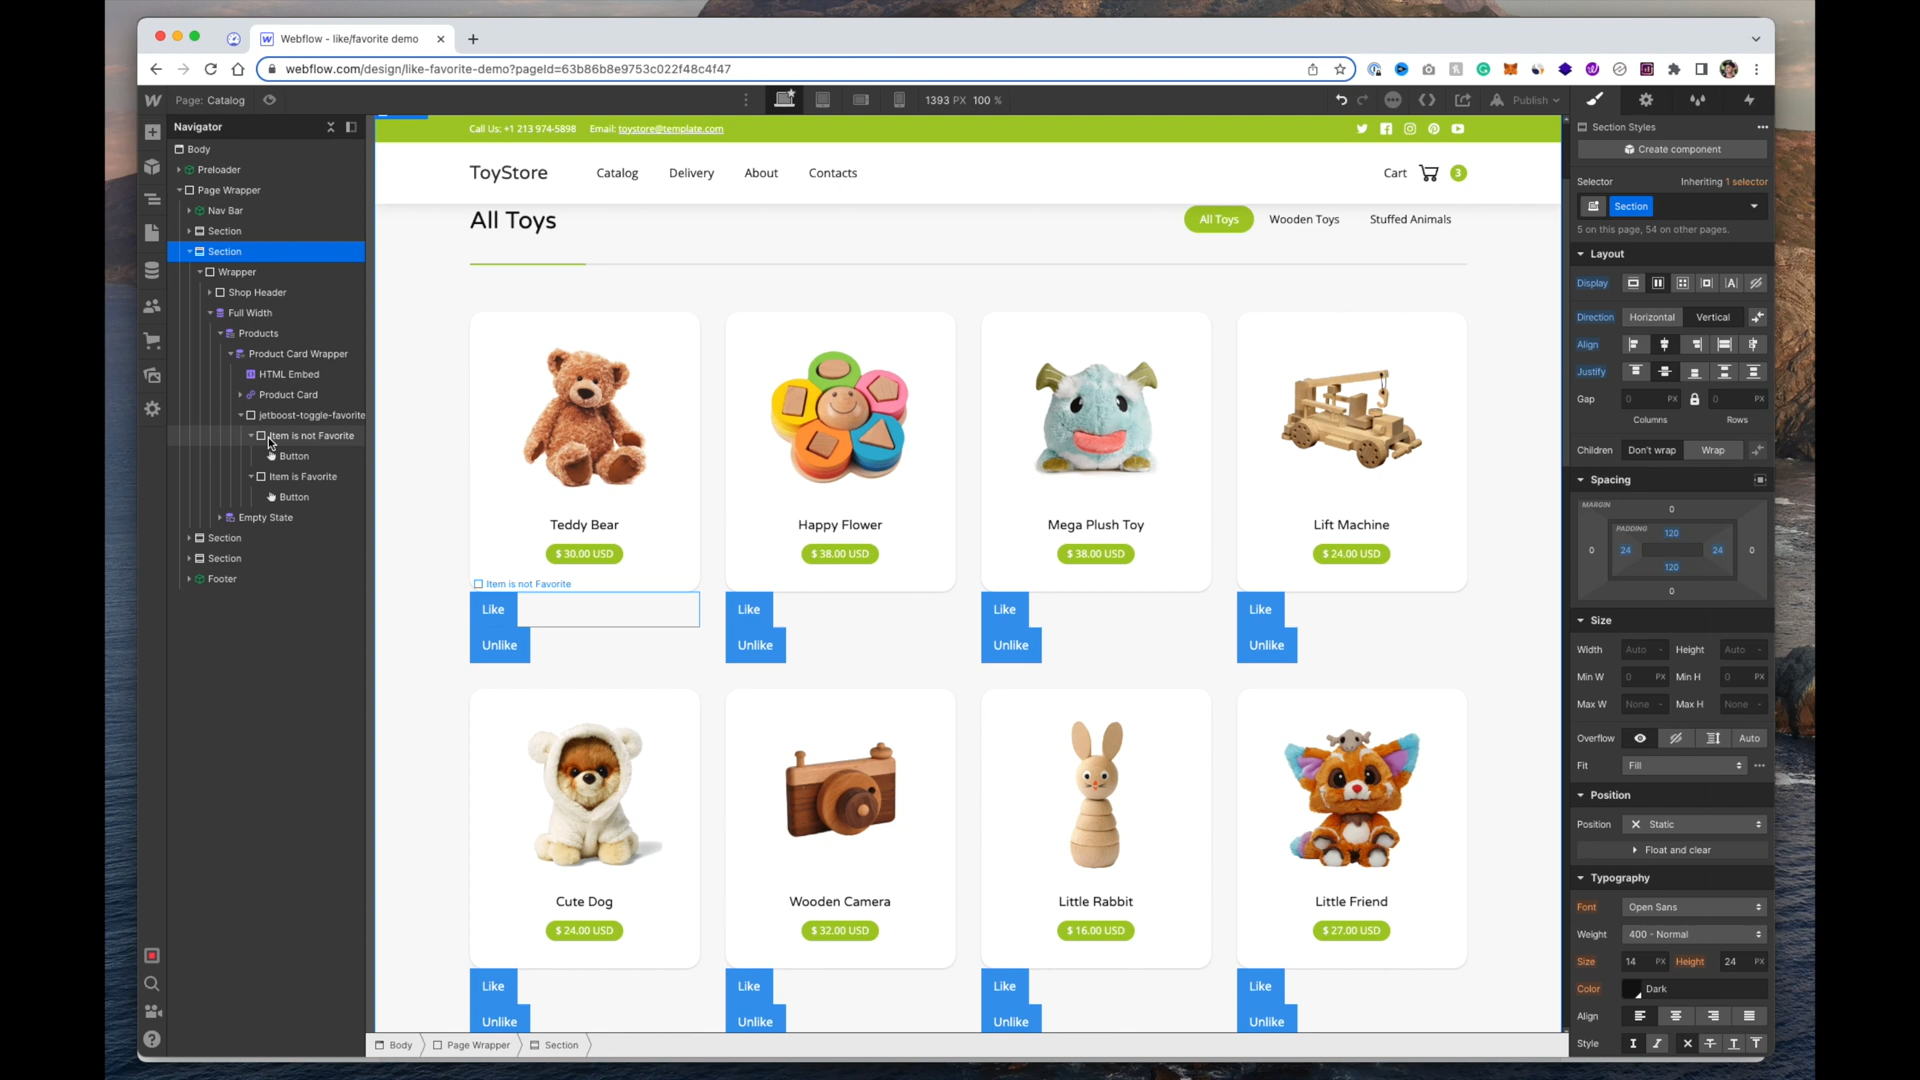 Webflow - like/favorite demo
webflow.com/design/like-favorite-demo?pageId=63b86b8e9753c022f48c4f47
Page: Catalog
1393 PX 100 %
Publish
Navigator
Body
Preloader
Page Wrapper
Nav Bar
Section
Section
Wrapper
Shop Header
Full Width
Products
Product Card Wrapper
HTML Embed
Product Card
jetboost-toggle-favorite
Item is not Favorite
Button
Item is Favorite
Button
Empty State
Section
Section
Footer
Call Us: +1 213 974-5898 Email: toystore@template.com
ToyStore
Catalog Delivery About Contacts
Cart 3
All Toys
All Toys Wooden Toys Stuffed Animals
Teddy Bear
$ 30.00 USD
Item is not Favorite
Like
Unlike
Happy Flower
$ 38.00 USD
Like
Unlike
Mega Plush Toy
$ 38.00 USD
Like
Unlike
Lift Machine
$ 24.00 USD
Like
Unlike
Cute Dog
$ 24.00 USD
Like
Unlike
Wooden Camera
$ 32.00 USD
Like
Unlike
Little Rabbit
$ 16.00 USD
Like
Unlike
Little Friend
$ 27.00 USD
Like
Unlike
Body Page Wrapper Section
Section Styles
Create component
Selector Inheriting 1 selector
Section
5 on this page, 54 on other pages.
Layout
Display
Direction Horizontal Vertical
Align
Justify
Gap 0 PX 0 PX
Columns Rows
Children Don't wrap Wrap
Spacing
MARGIN
0
PADDING
120
0 24 24 0
120
0
Size
Width Auto - Height Auto -
Min W 0 PX Min H 0 PX
Max W None - Max H None -
Overflow Auto
Fit Fill
Position
Position Static
Float and clear
Typography
Font Open Sans
Weight 400 - Normal
Size 14 PX Height 24 PX
Color Dark
Align
Style